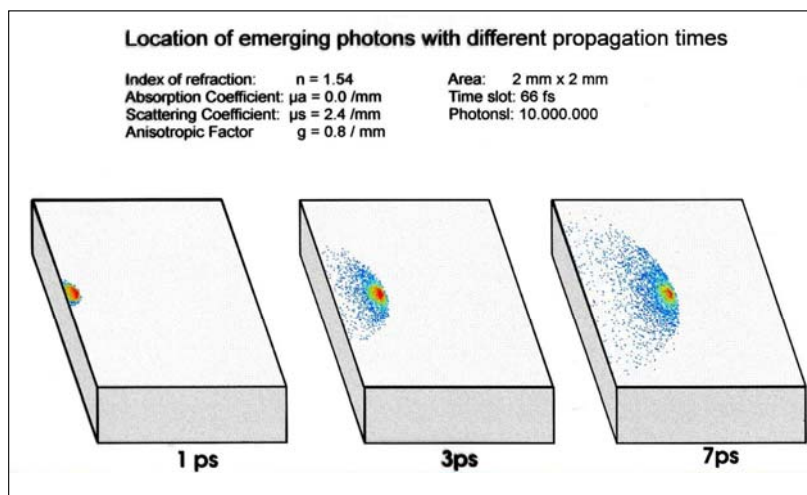 Location of emerging photons with different propagation times
Index of refraction: n = 1.54
Absorption Coefficient: µa = 0.0 /mm
Scattering Coefficient: µs = 2.4 /mm
Anisotropic Factor g = 0.8 / mm
Area: 2 mm x 2 mm
Time slot: 66 fs
Photonsl: 10.000.000
1 ps
3ps
7ps